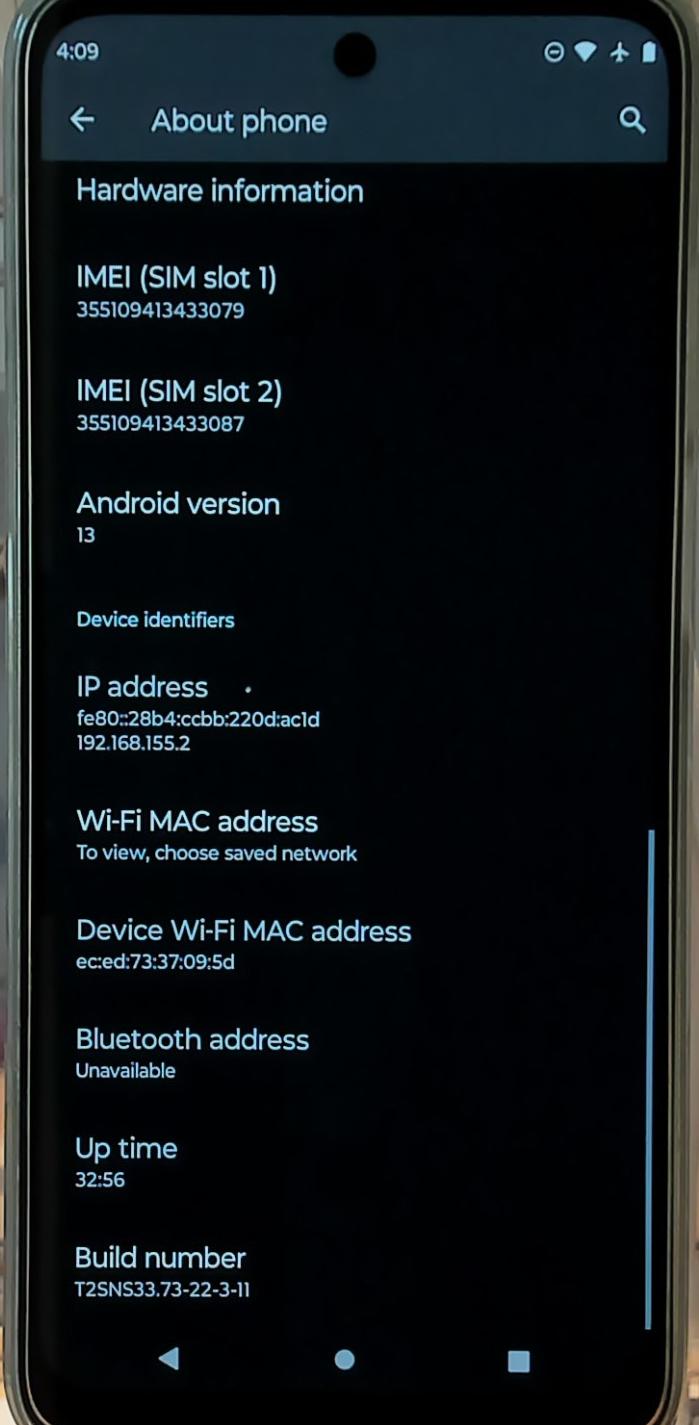 4:09
About phone
Hardware information
IMEI (SIM slot 1)
355109413433079
IMEI (SIM slot 2)
355109413433087
Android version
13
Device identifiers
IP address
fe80::28b4:ccbb:220d:ac1d
192.168.155.2
Wi-Fi MAC address
To view, choose saved network
Device Wi-Fi MAC address
ec:ed:73:37:09:5d
Bluetooth address
Unavailable
Up time
32:56
Build number
T2SNS33.73-22-3-11